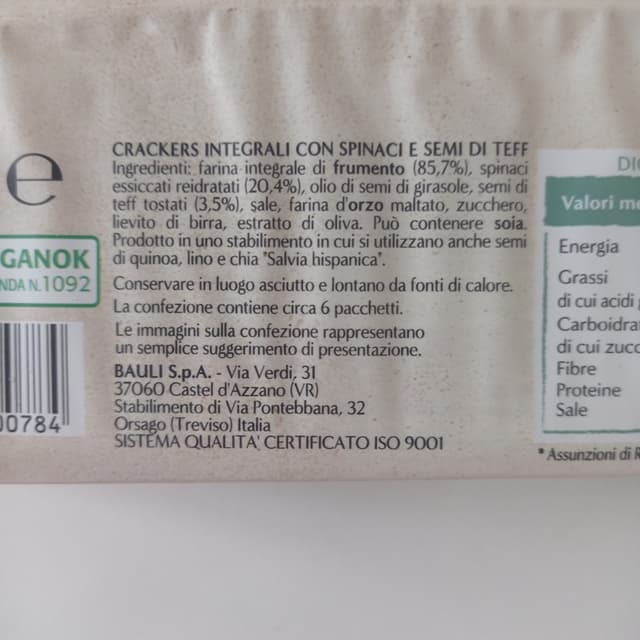 CRACKERS INTEGRALI CON SPINACI E SEMI DI TEFF
Ingredienti: farina integrale di frumento (85,7%), spinaci
essiccati reidratati (20,4%), olio di semi di girasole, semi di
teff tostati (3,5%), sale, farina d'orzo maltato, zucchero,
lievito di birra, estratto di oliva. Può contenere soia.
Prodotto in uno stabilimento in cui si utilizzano anche semi
di quinoa, lino e chia "Salvia hispanica".
Conservare in luogo asciutto e lontano da fonti di calore.
La confezione contiene circa 6 pacchetti.
Le immagini sulla confezione rappresentano
un semplice suggerimento di presentazione.
BAULI S.p.A. - Via Verdi, 31
37060 Castel d'Azzano (VR)
Stabilimento di Via Pontebbana, 32
Orsago (Treviso) Italia
SISTEMA QUALITA' CERTIFICATO ISO 9001
e
GANOK
NDA N.1092
00784
DI
Valori me
Energia
Grassi
di cui acidi
Carboidra
di cui zucc
Fibre
Proteine
Sale
* Assunzioni di R